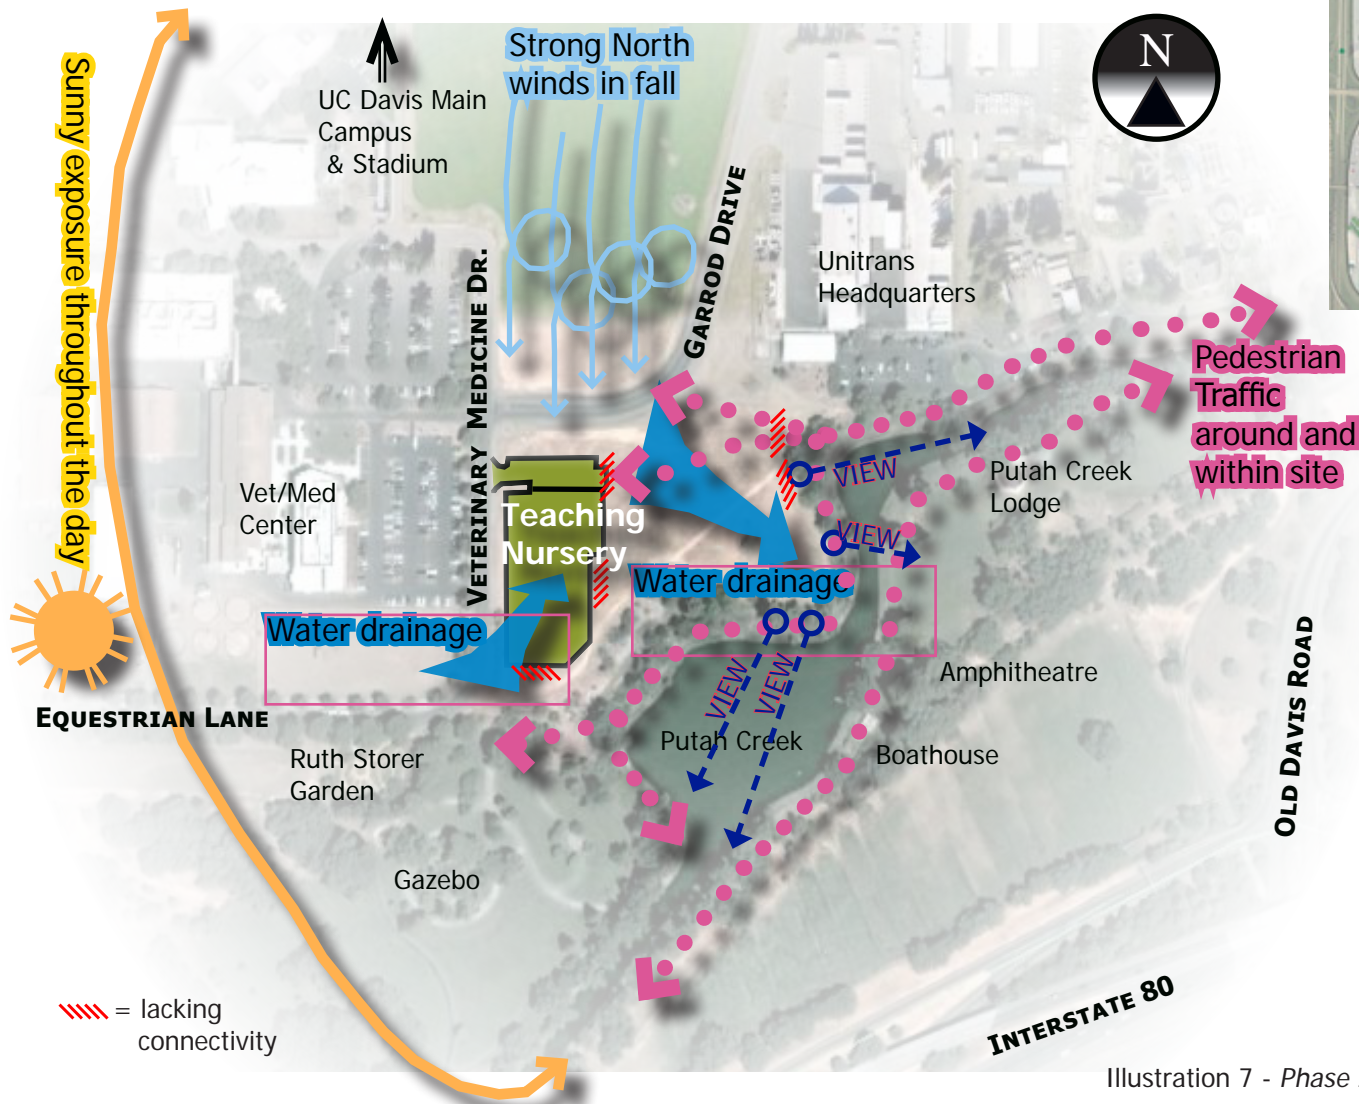 Strong North
winds in fall
N
UC Davis Main
Campus
& Stadium
Sunny exposure throughout the day
GARROD DRIVE
VETERINARY MEDICINE DR.
Unitrans
Headquarters
Pedestrian
Traffic
around and
within site
VIEW
Putah Creek
Lodge
Vet/Med
Center
Teaching
Nursery
VIEW
Water drainage
Water drainage
Amphitheatre
OLD DAVIS ROAD
VIEW
VIEW
EQUESTRIAN LANE
Putah Creek
Boathouse
Ruth Storer
Garden
Gazebo
= lacking
connectivity
INTERSTATE 80
Illustration 7 - Phase